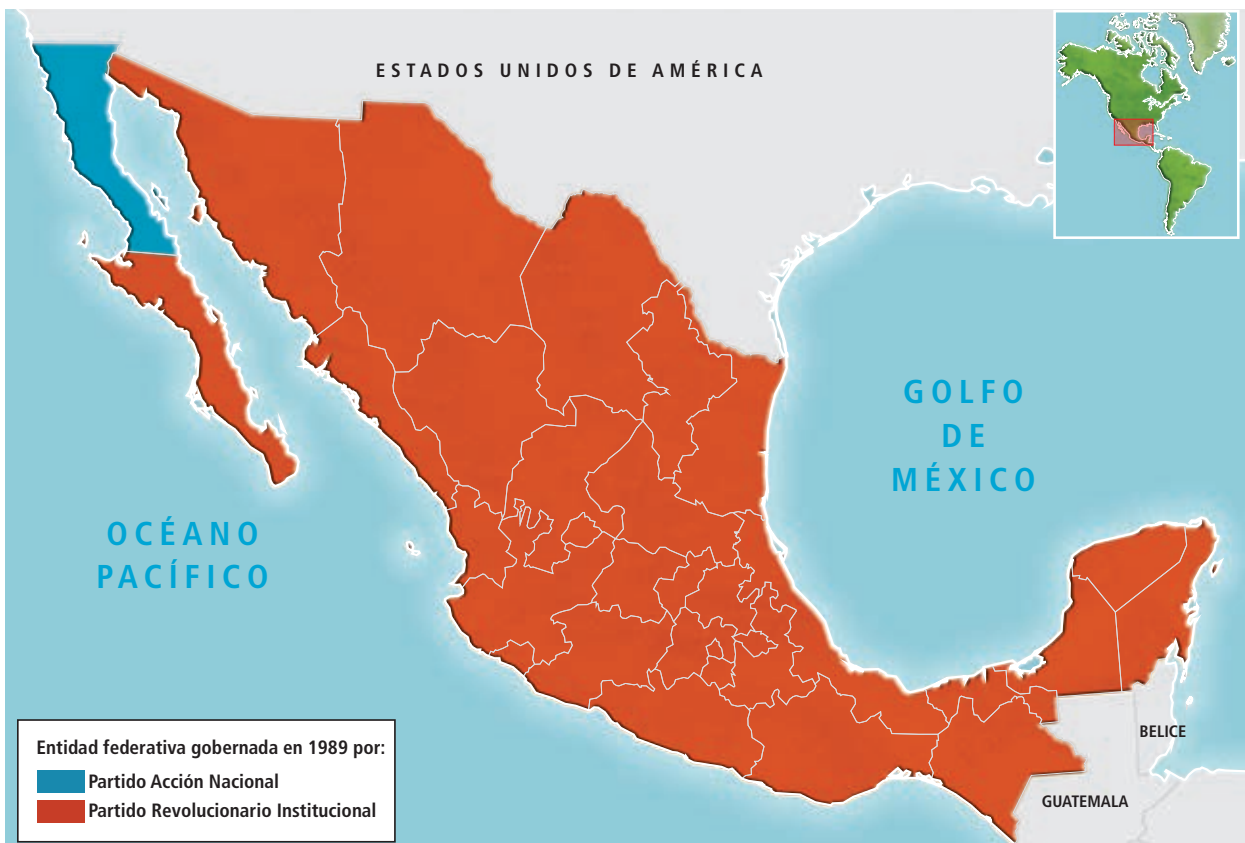 ESTADOS UNIDOS DE AMÉRICA
GOLFO
DE
MÉXICO
OCÉANO
PACÍFICO
BELICE
GUATEMALA
Entidad federativa gobernada en 1989 por:
Partido Acción Nacional
Partido Revolucionario Institucional